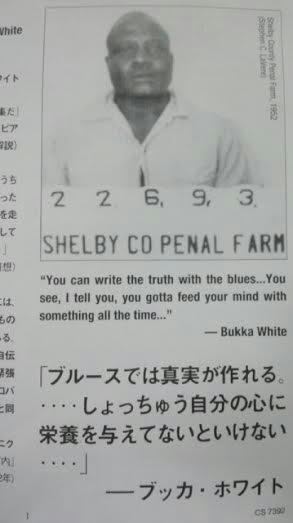 White
Shelby County Penal Farm, 1952
(Stephen C. LaVere)
2 2 6, 9, 3.
SHELBY CO PENAL FARM
"You can write the truth with the blues...You
see, I tell you, you gotta feed your mind with
something all the time..."
— Bukka White
「ブルースでは真実が作れる。
‥‥しょっちゅう自分の心に
栄養を与えてないといけない
‥‥」
――ブッカ・ホワイト
1
CS 7392